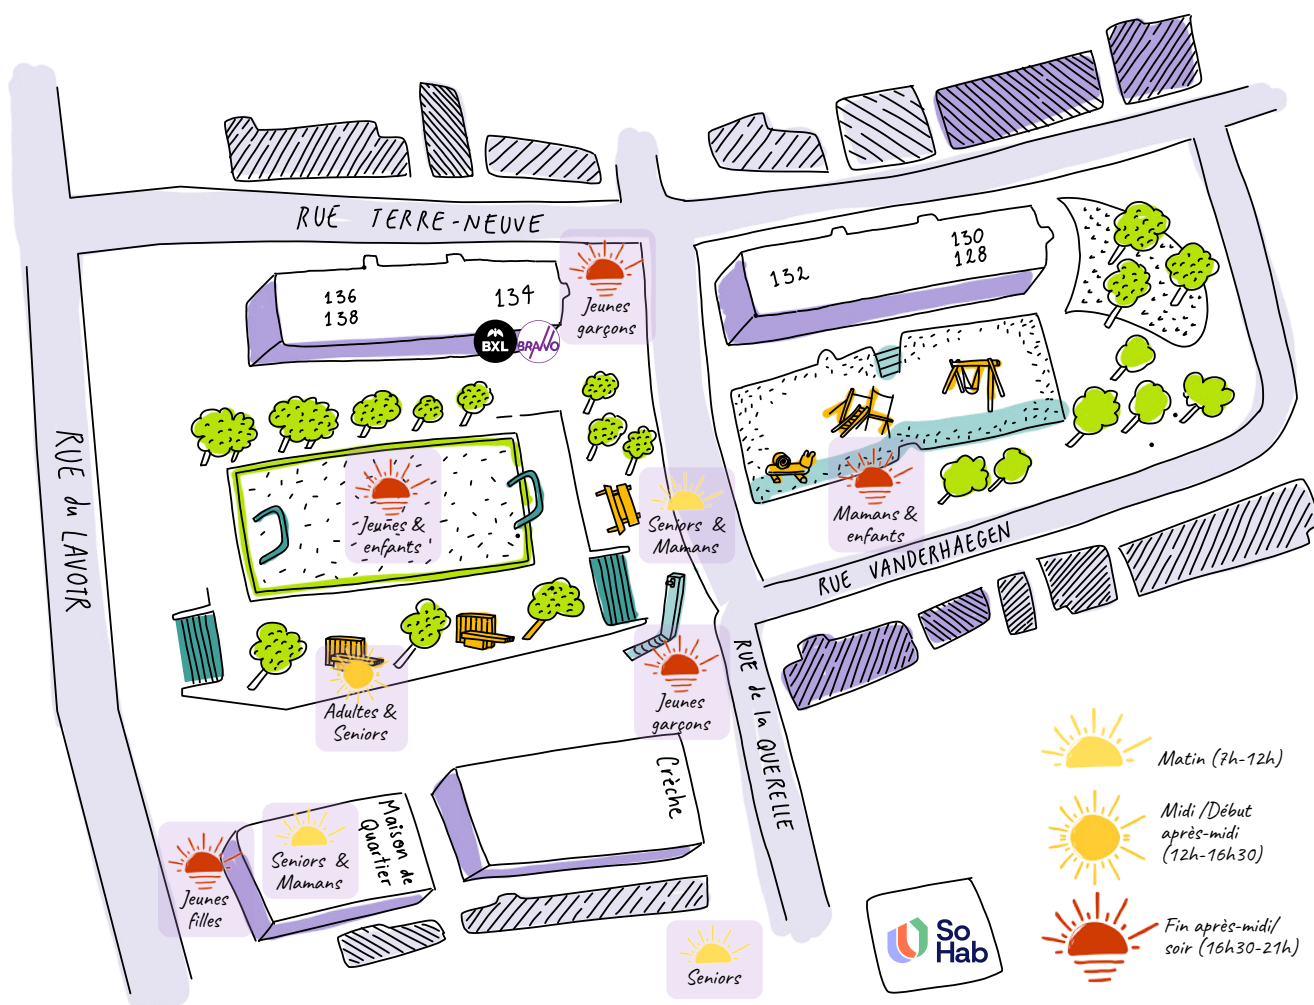 RUE TERRE-NEUVE
130
128
132
136
138
134
BXL
BRAVVO
Jeunes
garçons
RUE du LAVOIR
Jeunes &
enfants
Seniors &
Mamans
Mamans &
enfants
RUE VANDERHAEGEN
RUE de la QUERELLE
Adultes &
Seniors
Jeunes
garçons
Crèche
Maison de
Quartier
Seniors &
Mamans
Jeunes
filles
Seniors
So
Hab
Matin (7h-12h)
Midi /Début
après-midi
(12h-16h30)
Fin après-midi/
soir (16h30-21h)